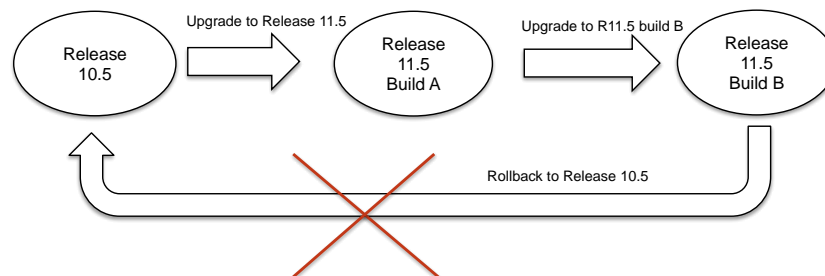 Release
10.5
Upgrade to Release 11.5
Release
11.5
Build A
Upgrade to R11.5 build B
Release
11.5
Build B
Rollback to Release 10.5